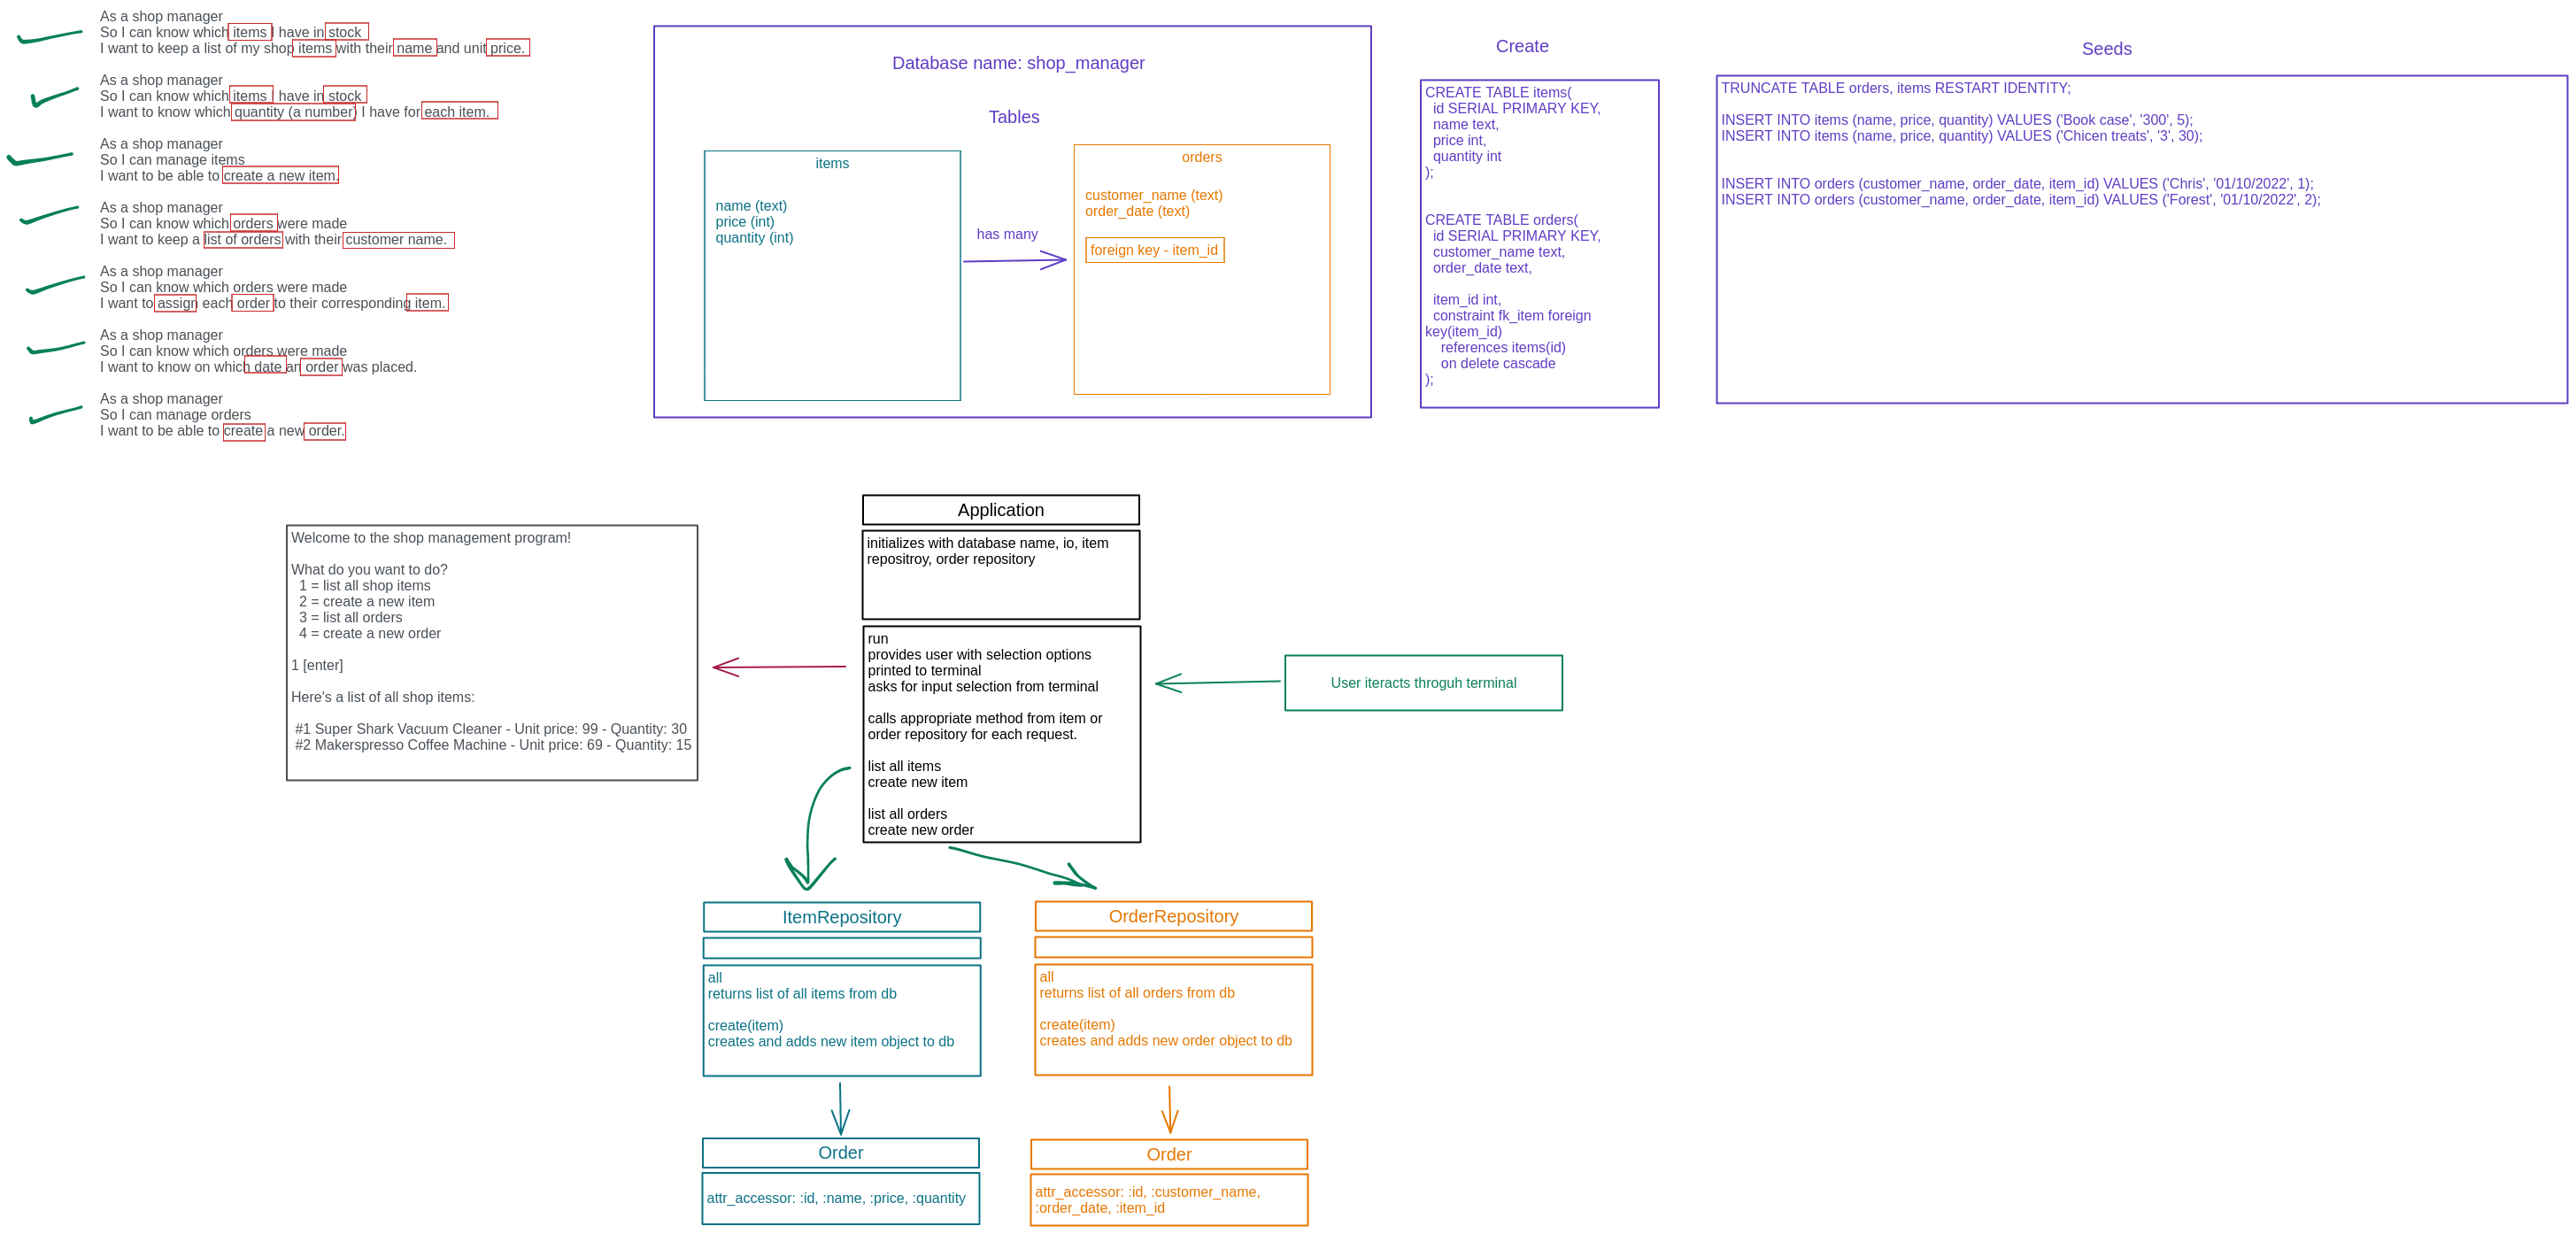 As a shop manager
So I can know which items I have in stock
I want to keep a list of my shop items with their name and unit price.
As a shop manager
So I can know which items I have in stock
I want to know which quantity (a number) I have for each item.
As a shop manager
So I can manage items
I want to be able to create a new item.
As a shop manager
So I can know which orders were made
I want to keep a list of orders with their customer name.
As a shop manager
So I can know which orders were made
I want to assign each order to their corresponding item.
As a shop manager
So I can know which orders were made
I want to know on which date an order was placed.
As a shop manager
So I can manage orders
I want to be able to create a new order.
Database name: shop_manager
Tables
items
name (text)
price (int)
quantity (int)
has many
orders
customer_name (text)
order_date (text)
foreign key - item_id
Create
CREATE TABLE items(
id SERIAL PRIMARY KEY,
name text,
price int,
quantity int
);
CREATE TABLE orders(
id SERIAL PRIMARY KEY,
customer_name text,
order_date text,
item_id int,
constraint fk_item foreign
key(item_id)
references items(id)
on delete cascade
);
Seeds
TRUNCATE TABLE orders, items RESTART IDENTITY;
INSERT INTO items (name, price, quantity) VALUES ('Book case', '300', 5);
INSERT INTO items (name, price, quantity) VALUES ('Chicen treats', '3', 30);
INSERT INTO orders (customer_name, order_date, item_id) VALUES ('Chris', '01/10/2022', 1);
INSERT INTO orders (customer_name, order_date, item_id) VALUES ('Forest', '01/10/2022', 2);
Welcome to the shop management program!
What do you want to do?
1 = list all shop items
2 = create a new item
3 = list all orders
4 = create a new order
1 [enter]
Here's a list of all shop items:
#1 Super Shark Vacuum Cleaner - Unit price: 99 - Quantity: 30
#2 Makerspresso Coffee Machine - Unit price: 69 - Quantity: 15
Application
initializes with database name, io, item
repositroy, order repository
run
provides user with selection options
printed to terminal
asks for input selection from terminal
calls appropriate method from item or
order repository for each request.
list all items
create new item
list all orders
create new order
User iteracts throguh terminal
ItemRepository
all
returns list of all items from db
create(item)
creates and adds new item object to db
OrderRepository
all
returns list of all orders from db
create(item)
creates and adds new order object to db
Order
attr_accessor: :id, :name, :price, :quantity
Order
attr_accessor: :id, :customer_name,
:order_date, :item_id